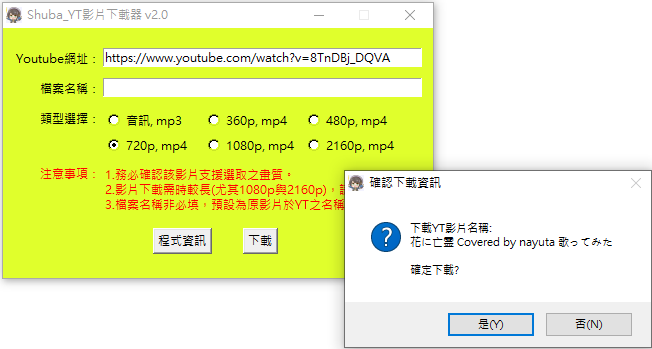 Shuba_YT影片下載器 v2.0
Youtube網址：
https://www.youtube.com/watch?v=8TnDBj_DQVA
檔案名稱：
類型選擇：
音訊, mp3
360p, mp4
480p, mp4
720p, mp4
1080p, mp4
2160p, mp4
注意事項：
1.務必確認該影片支援選取之畫質。
2.影片下載需時較長(尤其1080p與2160p)，
3.檔案名稱非必填，預設為原影片於YT之名稱
程式資訊
下載
確認下載資訊
下載YT影片名稱:
花に亡霊 Covered by nayuta 歌ってみた
確定下載?
是(Y)
否(N)